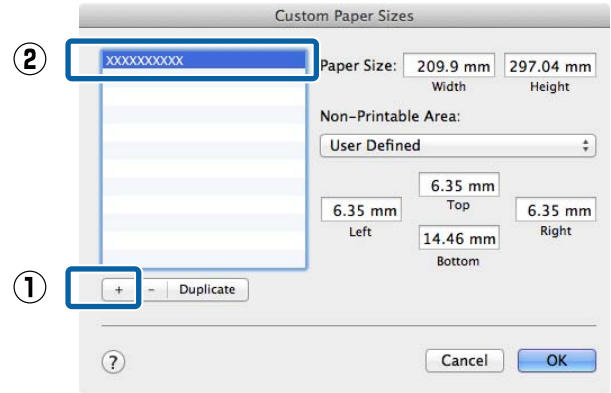 Custom Paper Sizes
②
XXXXXXXXXX
Paper Size: 209.9 mm 297.04 mm
Width Height
Non-Printable Area:
User Defined
6.35 mm
Top
6.35 mm 6.35 mm
Left Right
14.46 mm
Bottom
①
+ - Duplicate
? Cancel OK